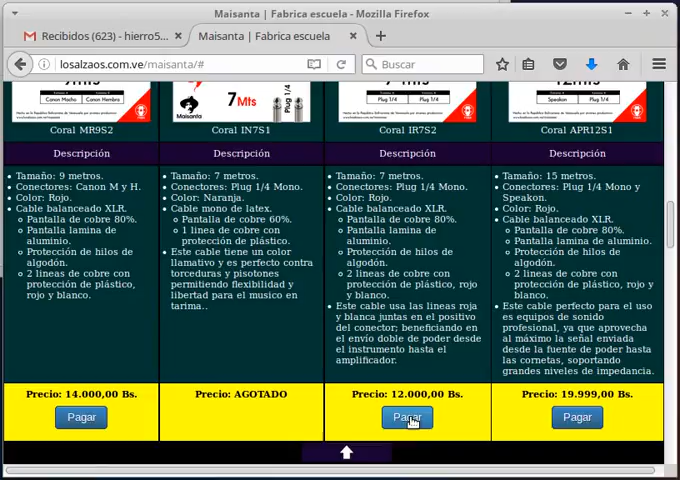 Maisanta | Fabrica escuela - Mozilla Firefox
Recibidos (623) - hierro5... ×
Maisanta | Fabrica escuela ×
losalzaos.com.ve/maisanta/#
Buscar
Canon Macho
Canon Hembra
Maisanta
7Mts
Plug 1/4
Plug 1/4
Plug 1/4
Speakon
Plug 1/4
Coral MR9S2
Coral IN7S1
Coral IR7S2
Coral APR12S1
Descripción
Descripción
Descripción
Descripción
Tamaño: 9 metros.
Conectores: Canon M y H.
Color: Rojo.
Cable balanceado XLR.
Pantalla de cobre 80%.
Pantalla lamina de
aluminio.
Protección de hilos de
algodón.
2 lineas de cobre con
protección de plástico,
rojo y blanco.
Tamaño: 7 metros.
Conectores: Plug 1/4 Mono.
Color: Naranja.
Cable mono de latex.
Pantalla de cobre 60%.
1 linea de cobre con
protección de plástico.
Este cable tiene un color
llamativo y es perfecto contra
torceduras y pisotones
permitiendo flexibilidad y
libertad para el musico en
tarima..
Tamaño: 7 metros.
Conectores: Plug 1/4 Mono.
Color: Rojo.
Cable balanceado XLR.
Pantalla de cobre 80%.
Pantalla lamina de
aluminio.
Protección de hilos de
algodón.
2 lineas de cobre con
protección de plástico, rojo
y blanco.
Este cable usa las lineas roja
y blanca juntas en el positivo
del conector; beneficiando en
el envío doble de poder desde
el instrumento hasta el
amplificador.
Tamaño: 15 metros.
Conectores: Plug 1/4 Mono y
Speakon.
Color: Rojo.
Cable balanceado XLR.
Pantalla de cobre 80%.
Pantalla lamina de aluminio.
Protección de hilos de
algodón.
2 lineas de cobre con
protección de plástico, rojo y
blanco.
Este cable perfecto para el uso
es equipos de sonido
profesional, ya que aprovecha
al máximo la señal enviada
desde la fuente de poder hasta
las cornetas, soportando
grandes niveles de impedancia.
Precio: 14.000,00 Bs.
Precio: AGOTADO
Precio: 12.000,00 Bs.
Precio: 19.999,00 Bs.
Pagar
Pagar
Pagar